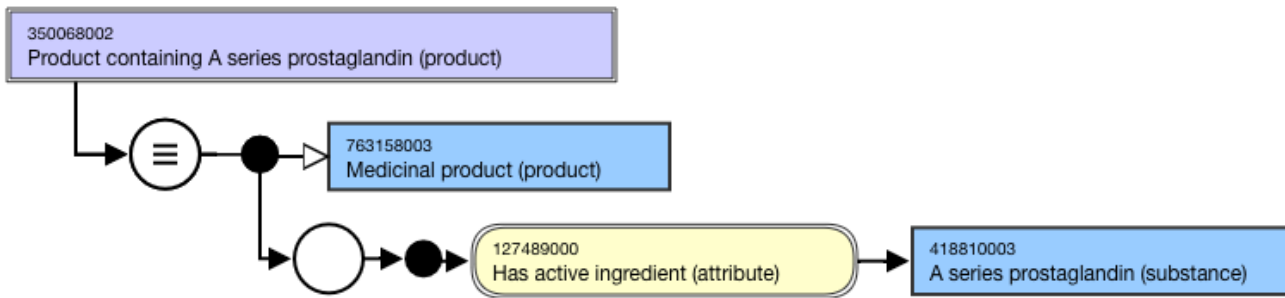 350068002
Product containing A series prostaglandin (product)
763158003
Medicinal product (product)
127489000
Has active ingredient (attribute)
418810003
A series prostaglandin (substance)